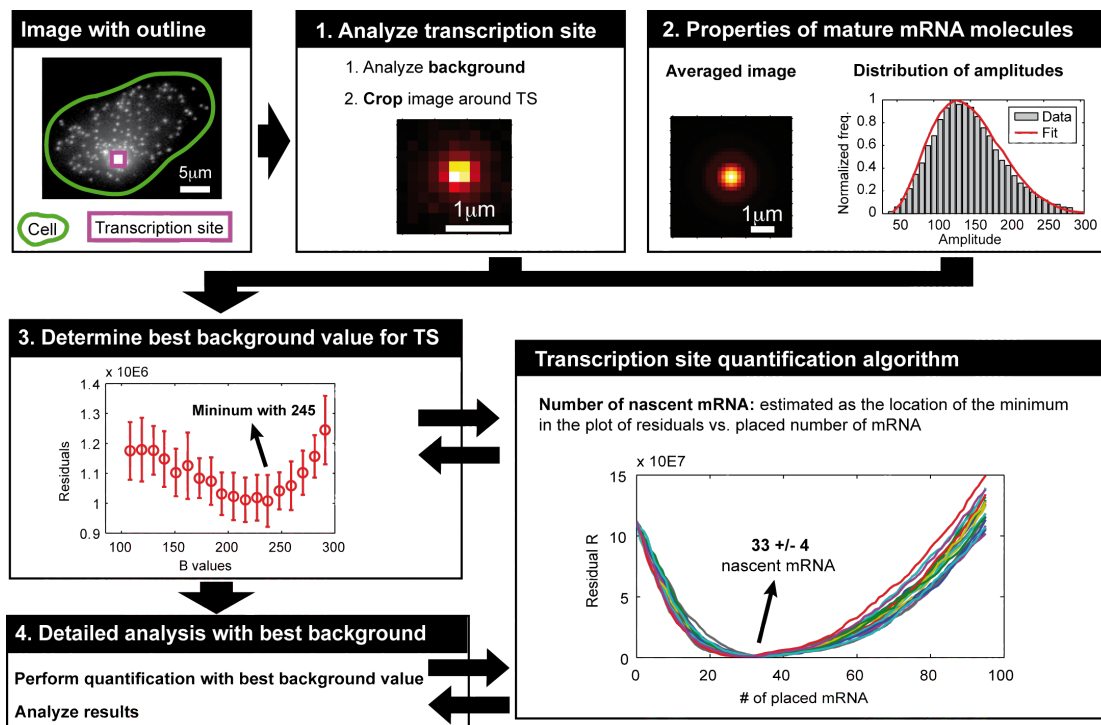 Image with outline
5μm
Cell
Transcription site
1. Analyze transcription site
1. Analyze background
2. Crop image around TS
1μm
2. Properties of mature mRNA molecules
Averaged image
1μm
Distribution of amplitudes
Normalized freq.
1
0.8
0.6
0.4
0.2
0
Data
Fit
50 100 150 200 250 300
Amplitude
3. Determine best background value for TS
x 10E6
Residuals
1.4
1.3
1.2
1.1
1
0.9
Mininum with 245
100 150 200 250 300
B values
Transcription site quantification algorithm
Number of nascent mRNA: estimated as the location of the minimum
in the plot of residuals vs. placed number of mRNA
x 10E7
Residual R
15
10
5
0
33 +/- 4
nascent mRNA
0 20 40 60 80 100
# of placed mRNA
4. Detailed analysis with best background
Perform quantification with best background value
Analyze results